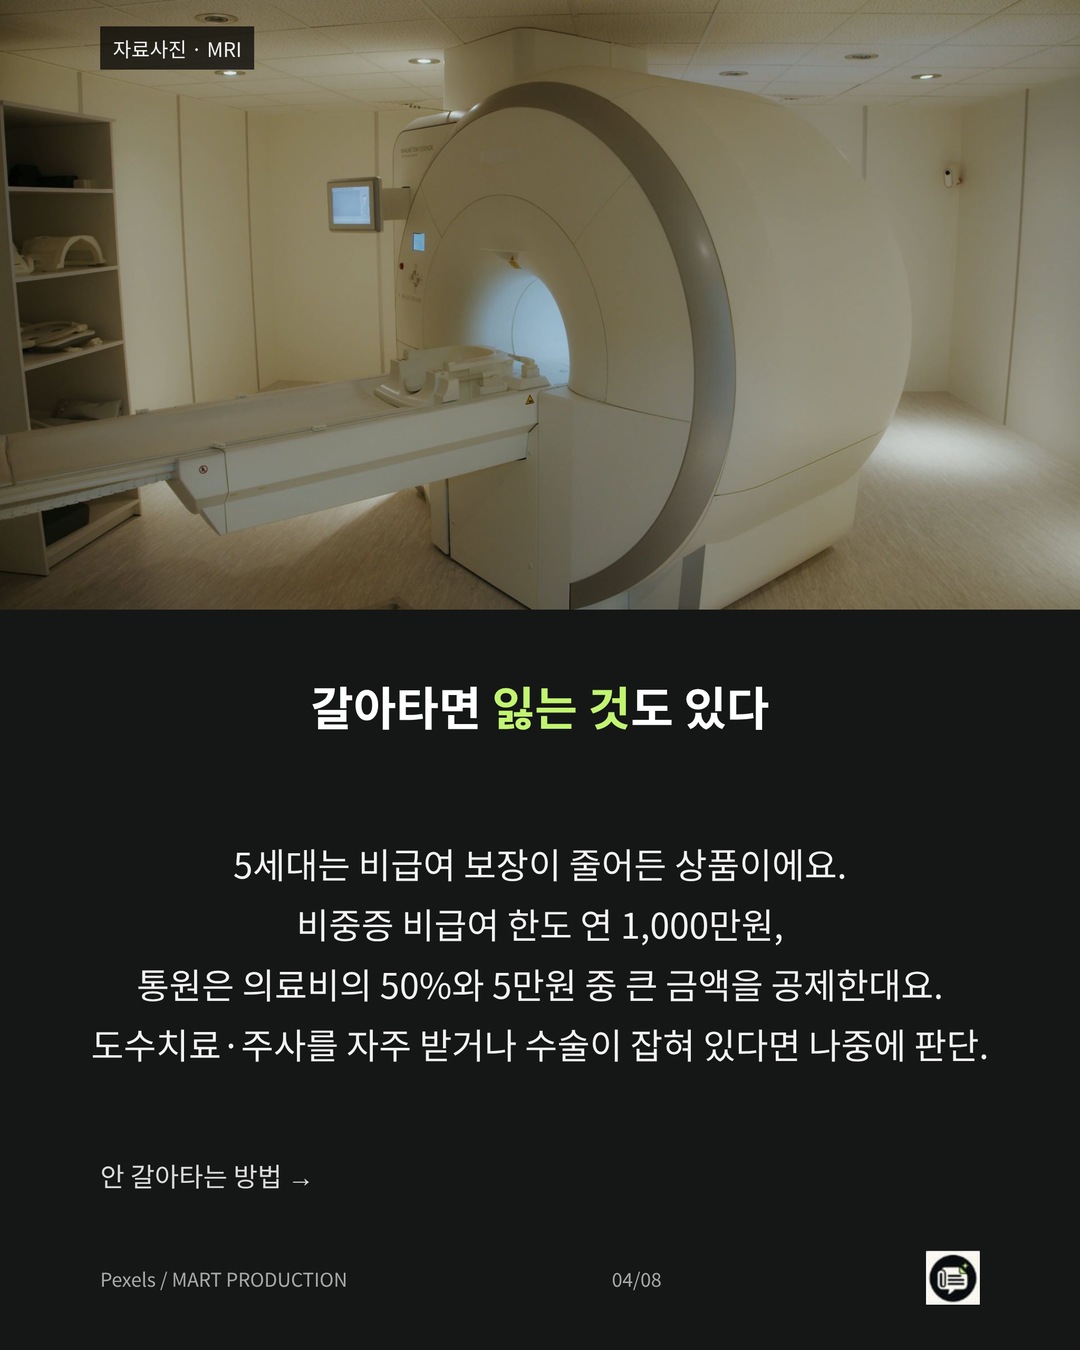 자료사진 · MRI
갈아타면 잃는 것도 있다
5세대는 비급여 보장이 줄어든 상품이에요.
비중증 비급여 한도 연 1,000만원,
통원은 의료비의 50%와 5만원 중 큰 금액을 공제한대요.
도수치료·주사를 자주 받거나 수술이 잡혀 있다면 나중에 판단.
안 갈아타는 방법 →
Pexels / MART PRODUCTION
04/08